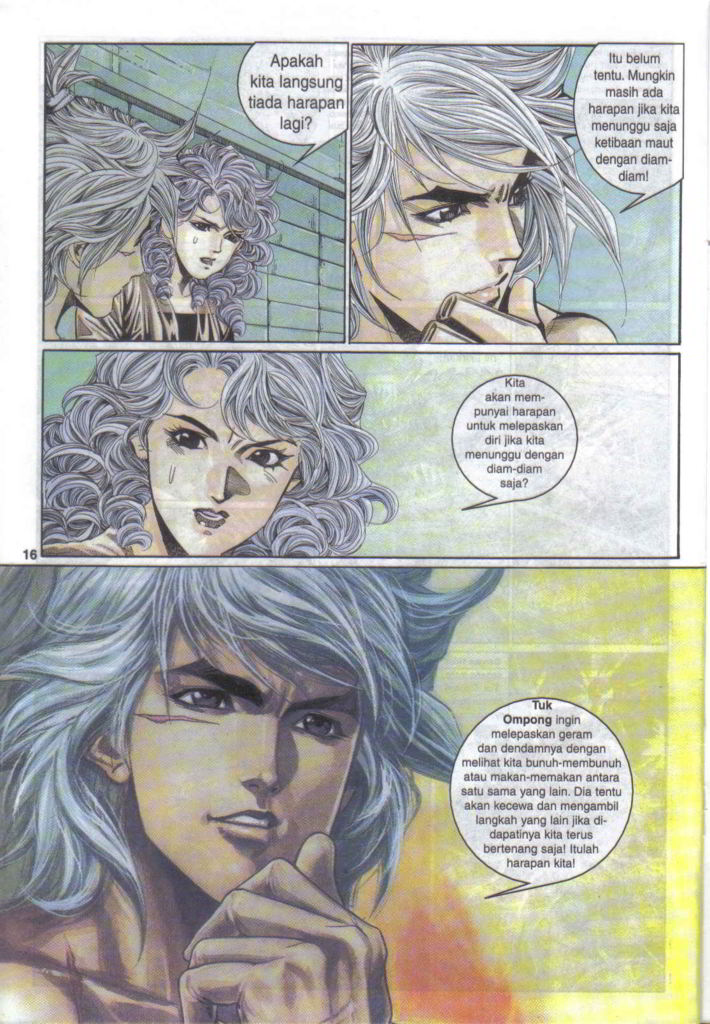 Apakah
kita langsung
tiada harapan
lagi?
Itu belum
tentu. Mungkin
masih ada
harapan jika kita
menunggu saja
ketibaan maut
dengan diam-
diam!
Kita
akan mem-
punyai harapan
untuk melepaskan
diri jika kita
menunggu dengan
diam-diam
saja?
16
Tuk
Ompong ingin
melepaskan geram
dan dendamnya dengan
melihat kita bunuh-membunuh
atau makan-memakan antara
satu sama yang lain. Dia tentu
akan kecewa dan mengambil
langkah yang lain jika di-
dapatinya kita terus
bertenang saja! Itulah
harapan kita!